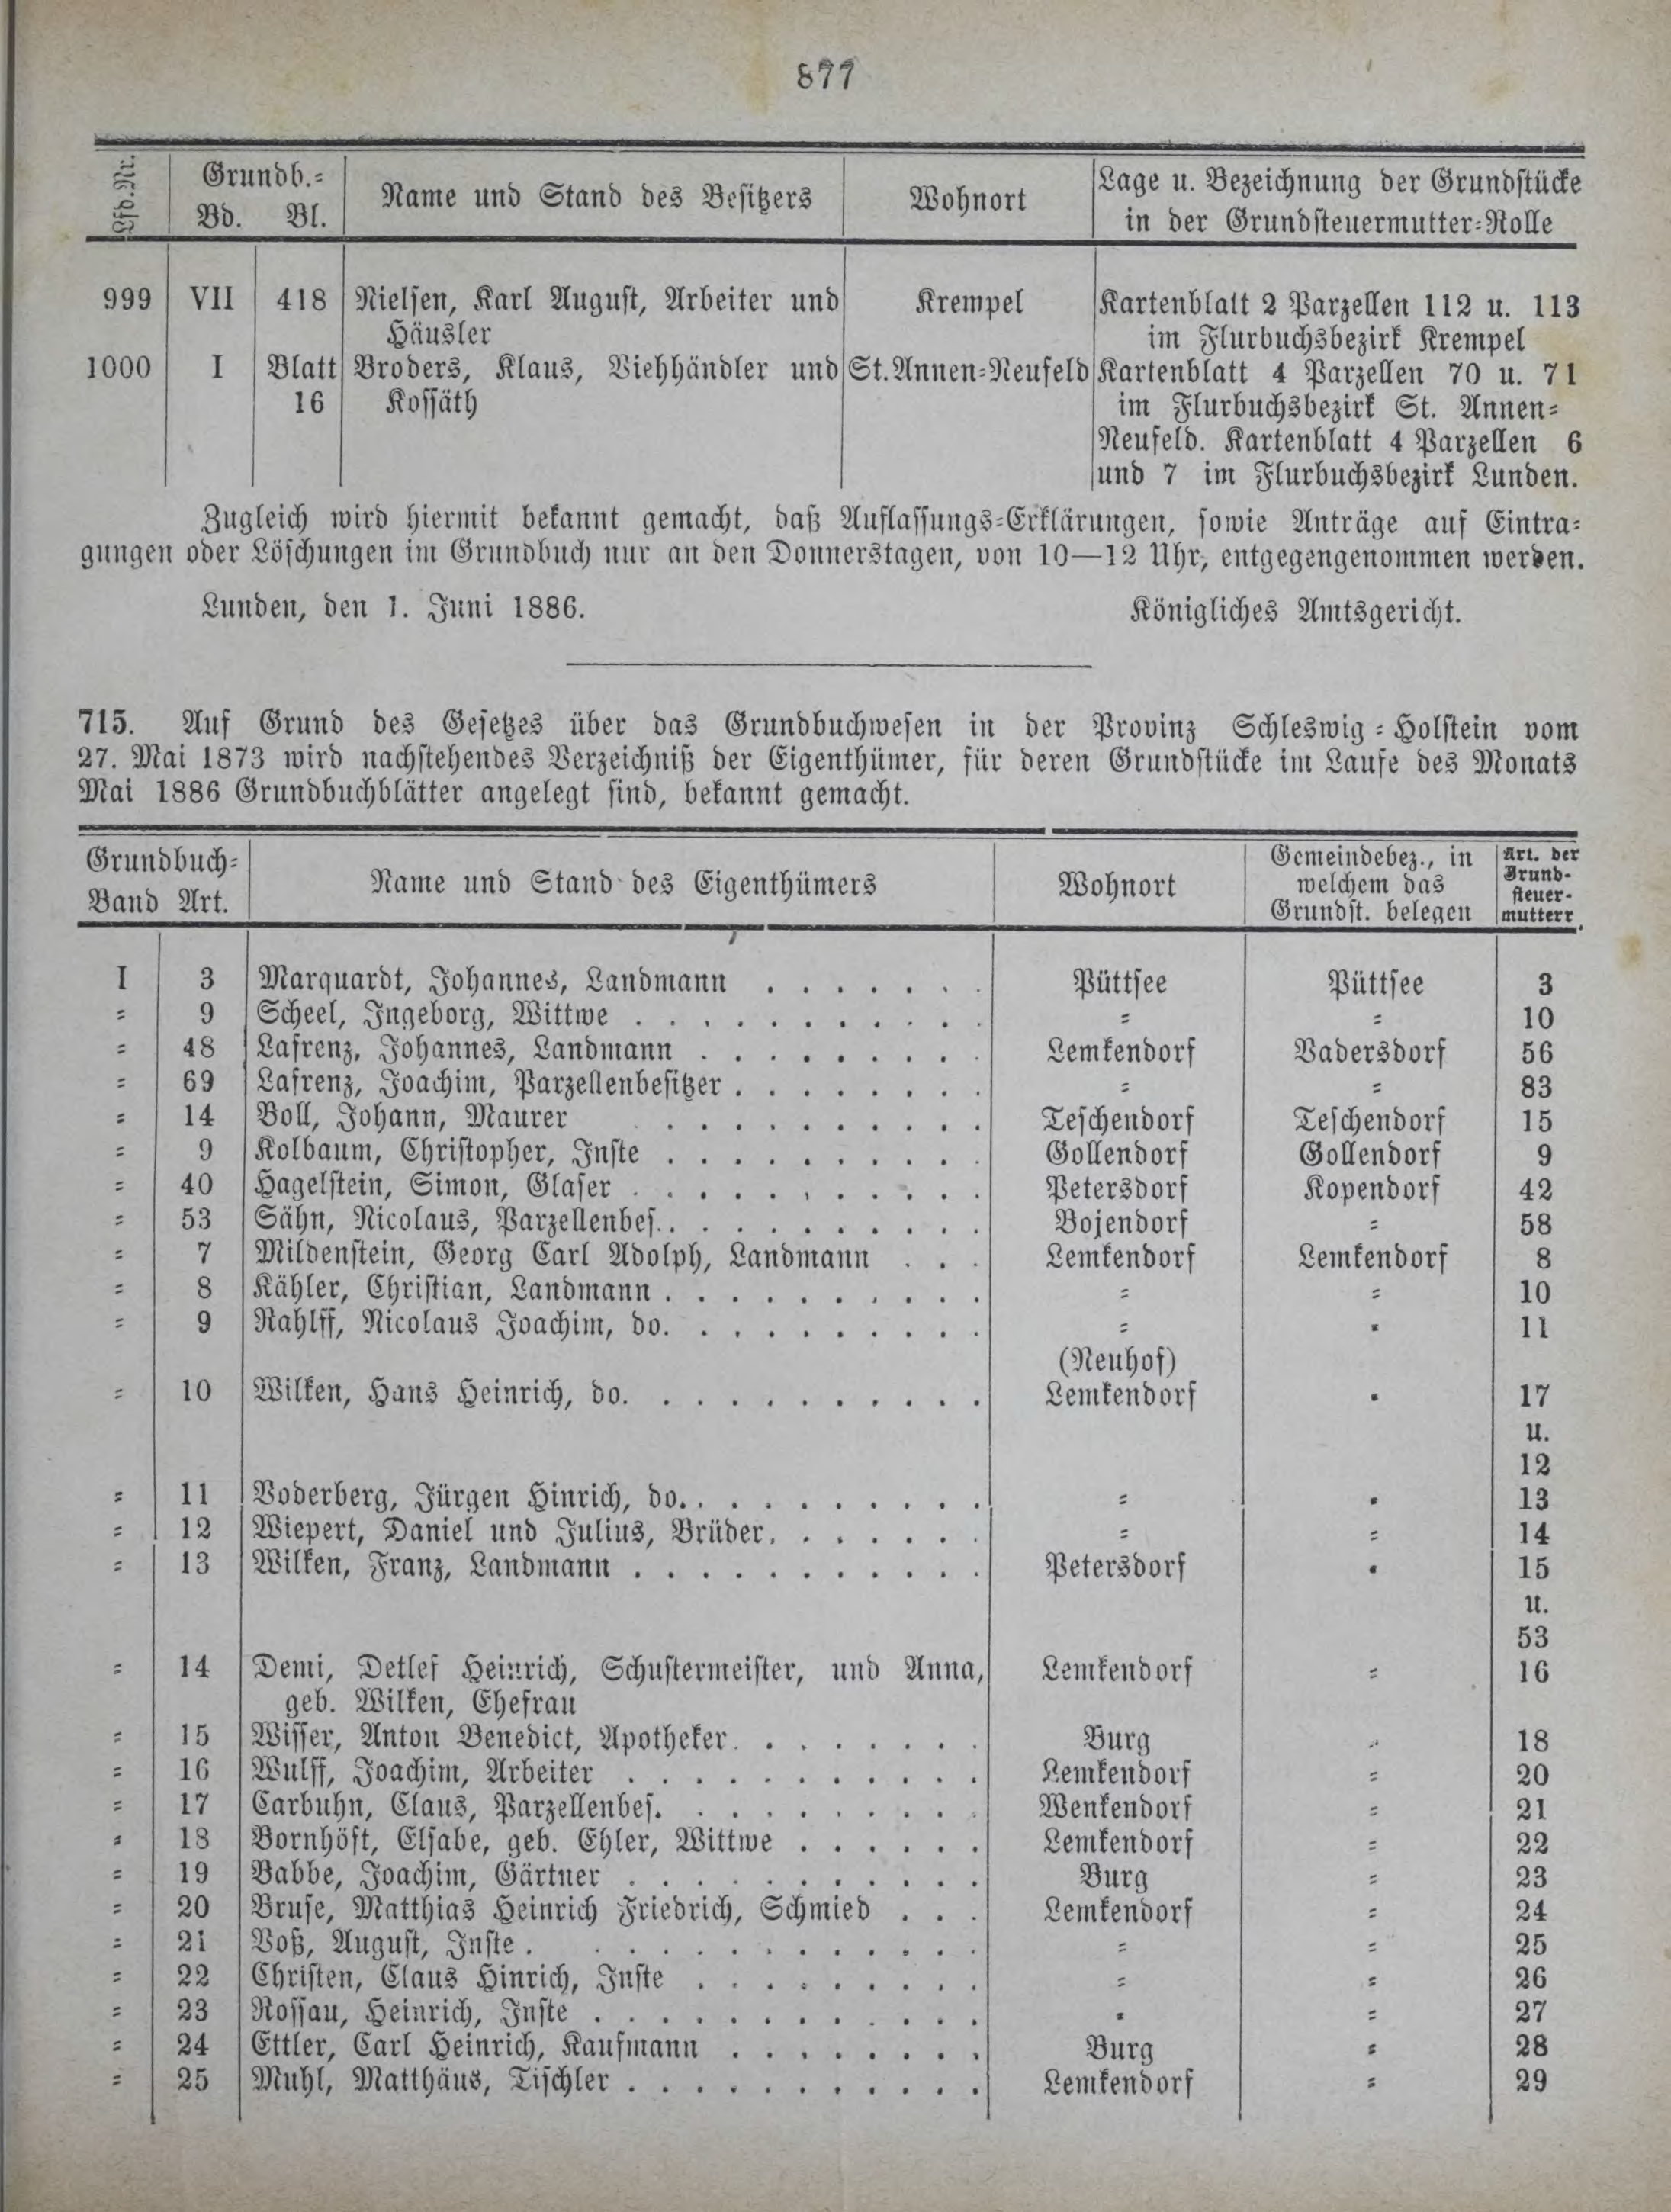 877
Lfd. Nr. Grundb.= Name und Stand des Besitzers Wohnort Lage u. Bezeichnung der Grundstücke
Bd. Bl. in der Grundsteuermutter=Rolle
999 VII 418 Nielsen, Karl August, Arbeiter und Krempel Kartenblatt 2 Parzellen 112 u. 113
Häusler im Flurbuchsbezirk Krempel
1000 I Blatt Broders, Klaus, Viehhändler und St. Annen=Neufeld Kartenblatt 4 Parzellen 70 u. 71
16 Kossäth im Flurbuchsbezirk St. Annen=
Neufeld. Kartenblatt 4 Parzellen 6
und 7 im Flurbuchsbezirk Lunden.
Zugleich wird hiermit bekannt gemacht, daß Auflassungs=Erklärungen, sowie Anträge auf Eintra=
gungen oder Löschungen im Grundbuch nur an den Donnerstagen, von 10—12 Uhr, entgegengenommen werden.
Lunden, den 1. Juni 1886. Königliches Amtsgericht.
715. Auf Grund des Gesetzes über das Grundbuchwesen in der Provinz Schleswig=Holstein vom
27. Mai 1873 wird nachstehendes Verzeichniß der Eigenthümer, für deren Grundstücke im Laufe des Monats
Mai 1886 Grundbuchblätter angelegt sind, bekannt gemacht.
Grundbuch= Name und Stand des Eigenthümers Wohnort Gemeindebez., in Art. der
Band Art. welchem das Grund-
Grundst. belegen steuer-
mutterr.
I 3 Marquardt, Johannes, Landmann . . . . . . . Püttsee Püttsee 3
= 9 Scheel, Ingeborg, Wittwe . . . . . . . . . . . = = 10
= 48 Lafrenz, Johannes, Landmann . . . . . . . . . Lemkendorf Vadersdorf 56
= 69 Lafrenz, Joachim, Parzellenbesitzer . . . . . . . . = = 83
= 14 Boll, Johann, Maurer . . . . . . . . . . Teschendorf Teschendorf 15
= 9 Kolbaum, Christopher, Inste . . . . . . . . . . Gollendorf Gollendorf 9
= 40 Hagelstein, Simon, Glaser . . . . . . . . . . . Petersdorf Kopendorf 42
= 53 Sähn, Nicolaus, Parzellenbes. . . . . . . . . . . Bojendorf = 58
= 7 Mildenstein, Georg Carl Adolph, Landmann . . . Lemkendorf Lemkendorf 8
= 8 Kähler, Christian, Landmann . . . . . . . . . . = = 10
= 9 Rahlff, Nicolaus Joachim, do. . . . . . . . . . = = 11
(Neuhof)
= 10 Wilken, Hans Heinrich, do. . . . . . . . . . . Lemkendorf = 17
u.
12
= 11 Voderberg, Jürgen Hinrich, do. . . . . . . . . . = = 13
= 12 Wiepert, Daniel und Julius, Brüder . . . . . . . = = 14
= 13 Wilken, Franz, Landmann . . . . . . . . . . . Petersdorf = 15
u.
53
= 14 Demi, Detlef Heinrich, Schustermeister, und Anna, Lemkendorf = 16
geb. Wilken, Ehefrau
= 15 Wisser, Anton Benedict, Apotheker . . . . . . . . Burg = 18
= 16 Wulff, Joachim, Arbeiter . . . . . . . . . . . Lemkendorf = 20
= 17 Carbuhn, Claus, Parzellenbes. . . . . . . . . . Wenkendorf = 21
= 18 Bornhöft, Elsabe, geb. Ehler, Wittwe . . . . . . Lemkendorf = 22
= 19 Babbe, Joachim, Gärtner . . . . . . . . . . . Burg = 23
= 20 Bruse, Matthias Heinrich Friedrich, Schmied . . . Lemkendorf = 24
= 21 Voß, August, Inste . . . . . . . . . . . . . = = 25
= 22 Christen, Claus Hinrich, Inste . . . . . . . . . = = 26
= 23 Rossau, Heinrich, Inste . . . . . . . . . . . . = = 27
= 24 Ettler, Carl Heinrich, Kaufmann . . . . . . . . Burg = 28
= 25 Muhl, Matthäus, Tischler . . . . . . . . . . . Lemkendorf = 29